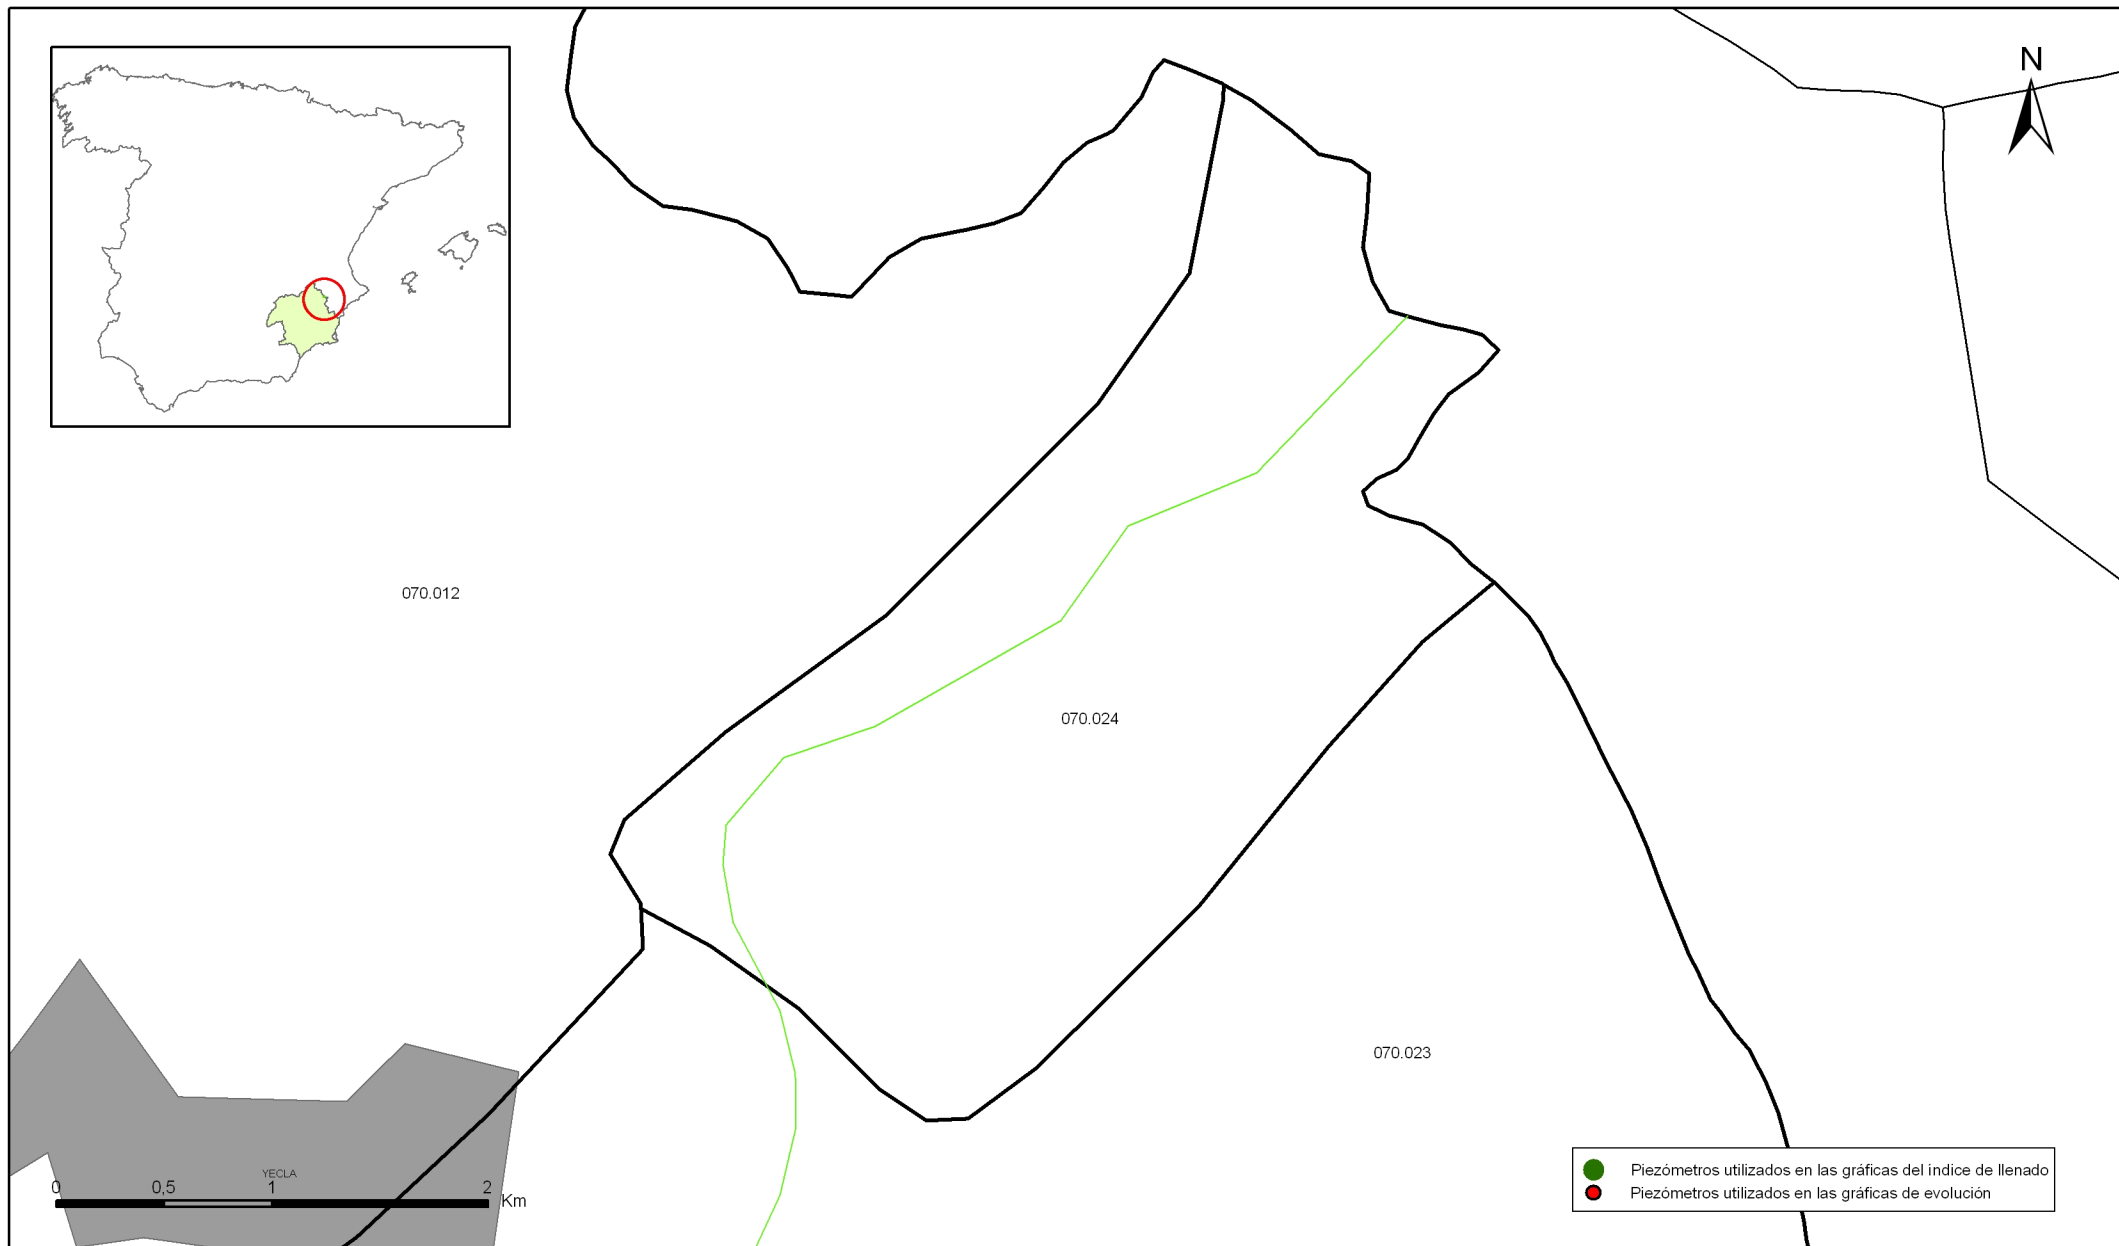 N
070.012
070.024
070.023
YECLA
0 0,5 1 2 Km
Piezómetros utilizados en las gráficas del índice de llenado
Piezómetros utilizados en las gráficas de evolución